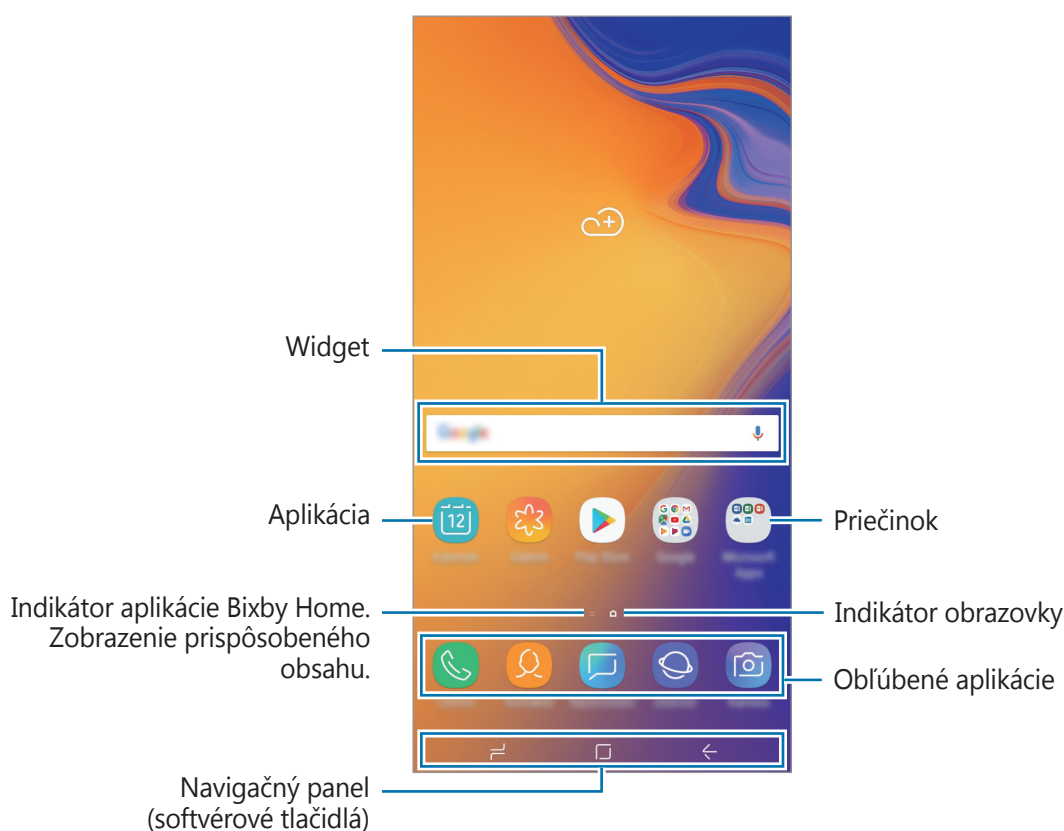 Widget
Aplikácia
12
Priečinok
Indikátor aplikácie Bixby Home.
Zobrazenie prispôsobeného
obsahu.
Indikátor obrazovky
Obľúbené aplikácie
Navigačný panel
(softvérové tlačidlá)